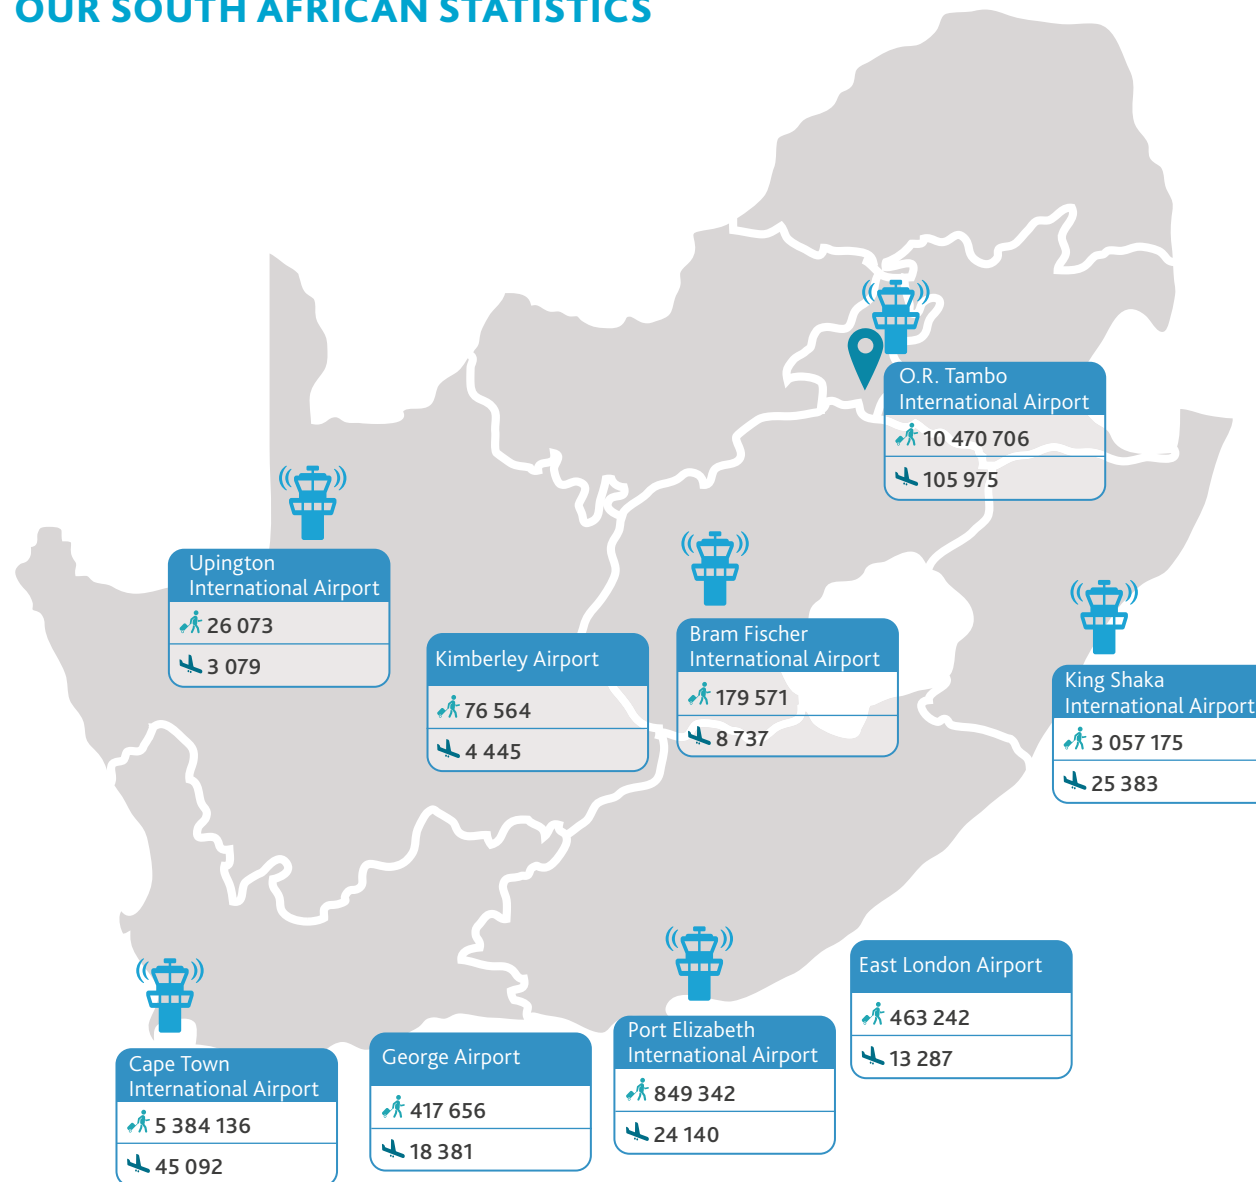 OUR SOUTH AFRICAN STATISTICS
O.R. Tambo
International Airport
10 470 706
105 975
Upington
International Airport
26 073
3 079
Kimberley Airport
76 564
4 445
Bram Fischer
International Airport
179 571
8 737
King Shaka
International Airport
3 057 175
25 383
Cape Town
International Airport
5 384 136
45 092
George Airport
417 656
18 381
Port Elizabeth
International Airport
849 342
24 140
East London Airport
463 242
13 287